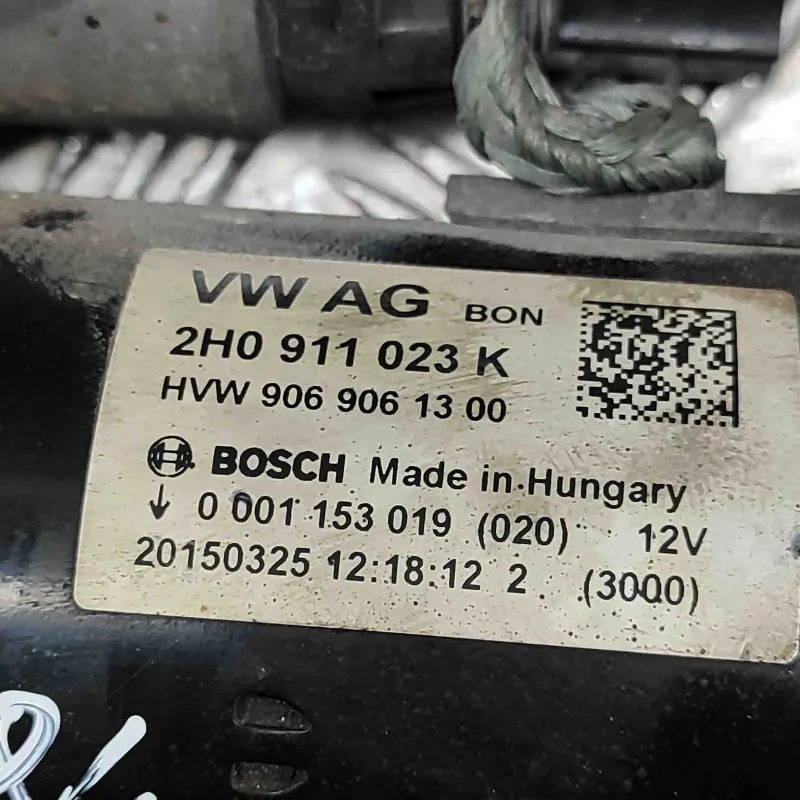 VW AG BON
2H0 911 023 K
HVW 906 906 13 00
BOSCH Made in Hungary
↓ 0 001 153 019 (020) 12V
20150325 12:18:12 2 (3000)